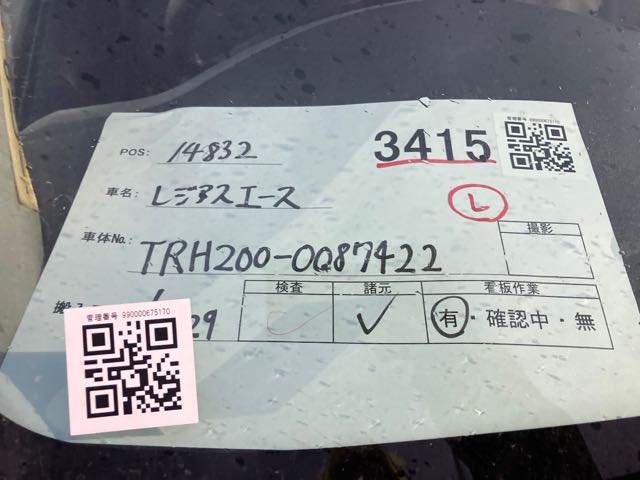 管理番号 990000675170
POS: 14832 3415
車名: レジアスエース L
車体No.: TRH200-0087422
撮影
搬入
検査 諸元 看板作業
29 ✓ 有・確認中・無
管理番号 990000675170